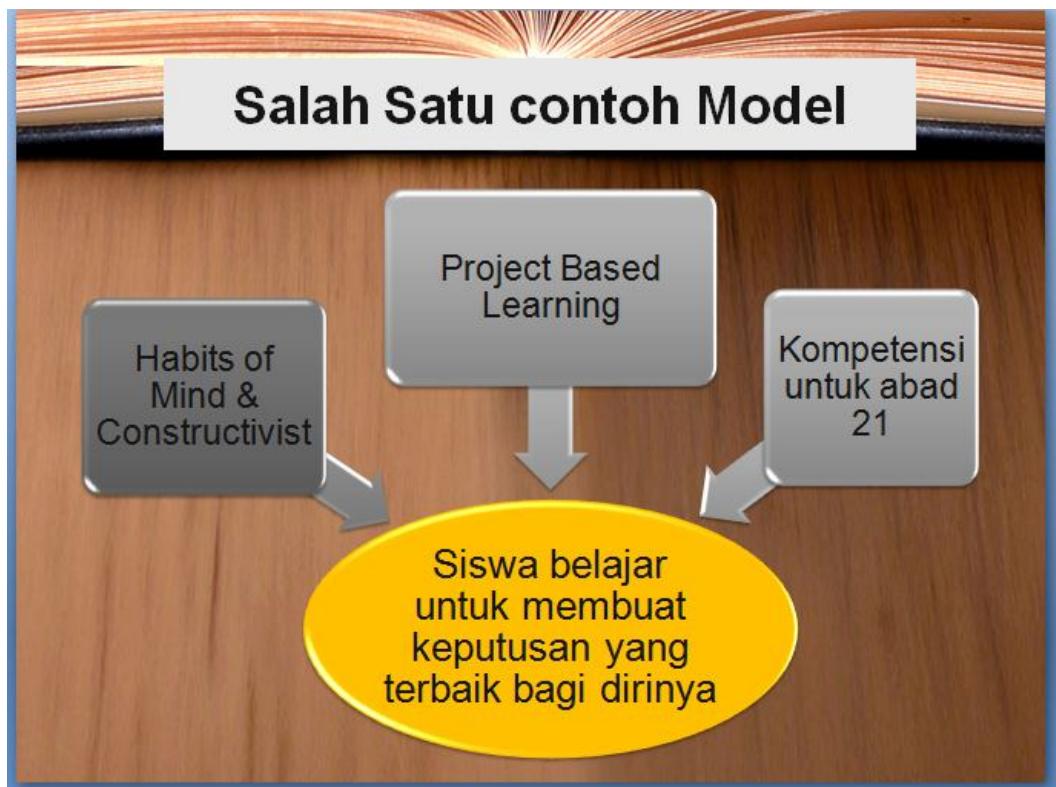 Salah Satu contoh Model
Project Based
Learning
Habits of
Mind &
Constructivist
Kompetensi
untuk abad
21
Siswa belajar
untuk membuat
keputusan yang
terbaik bagi dirinya